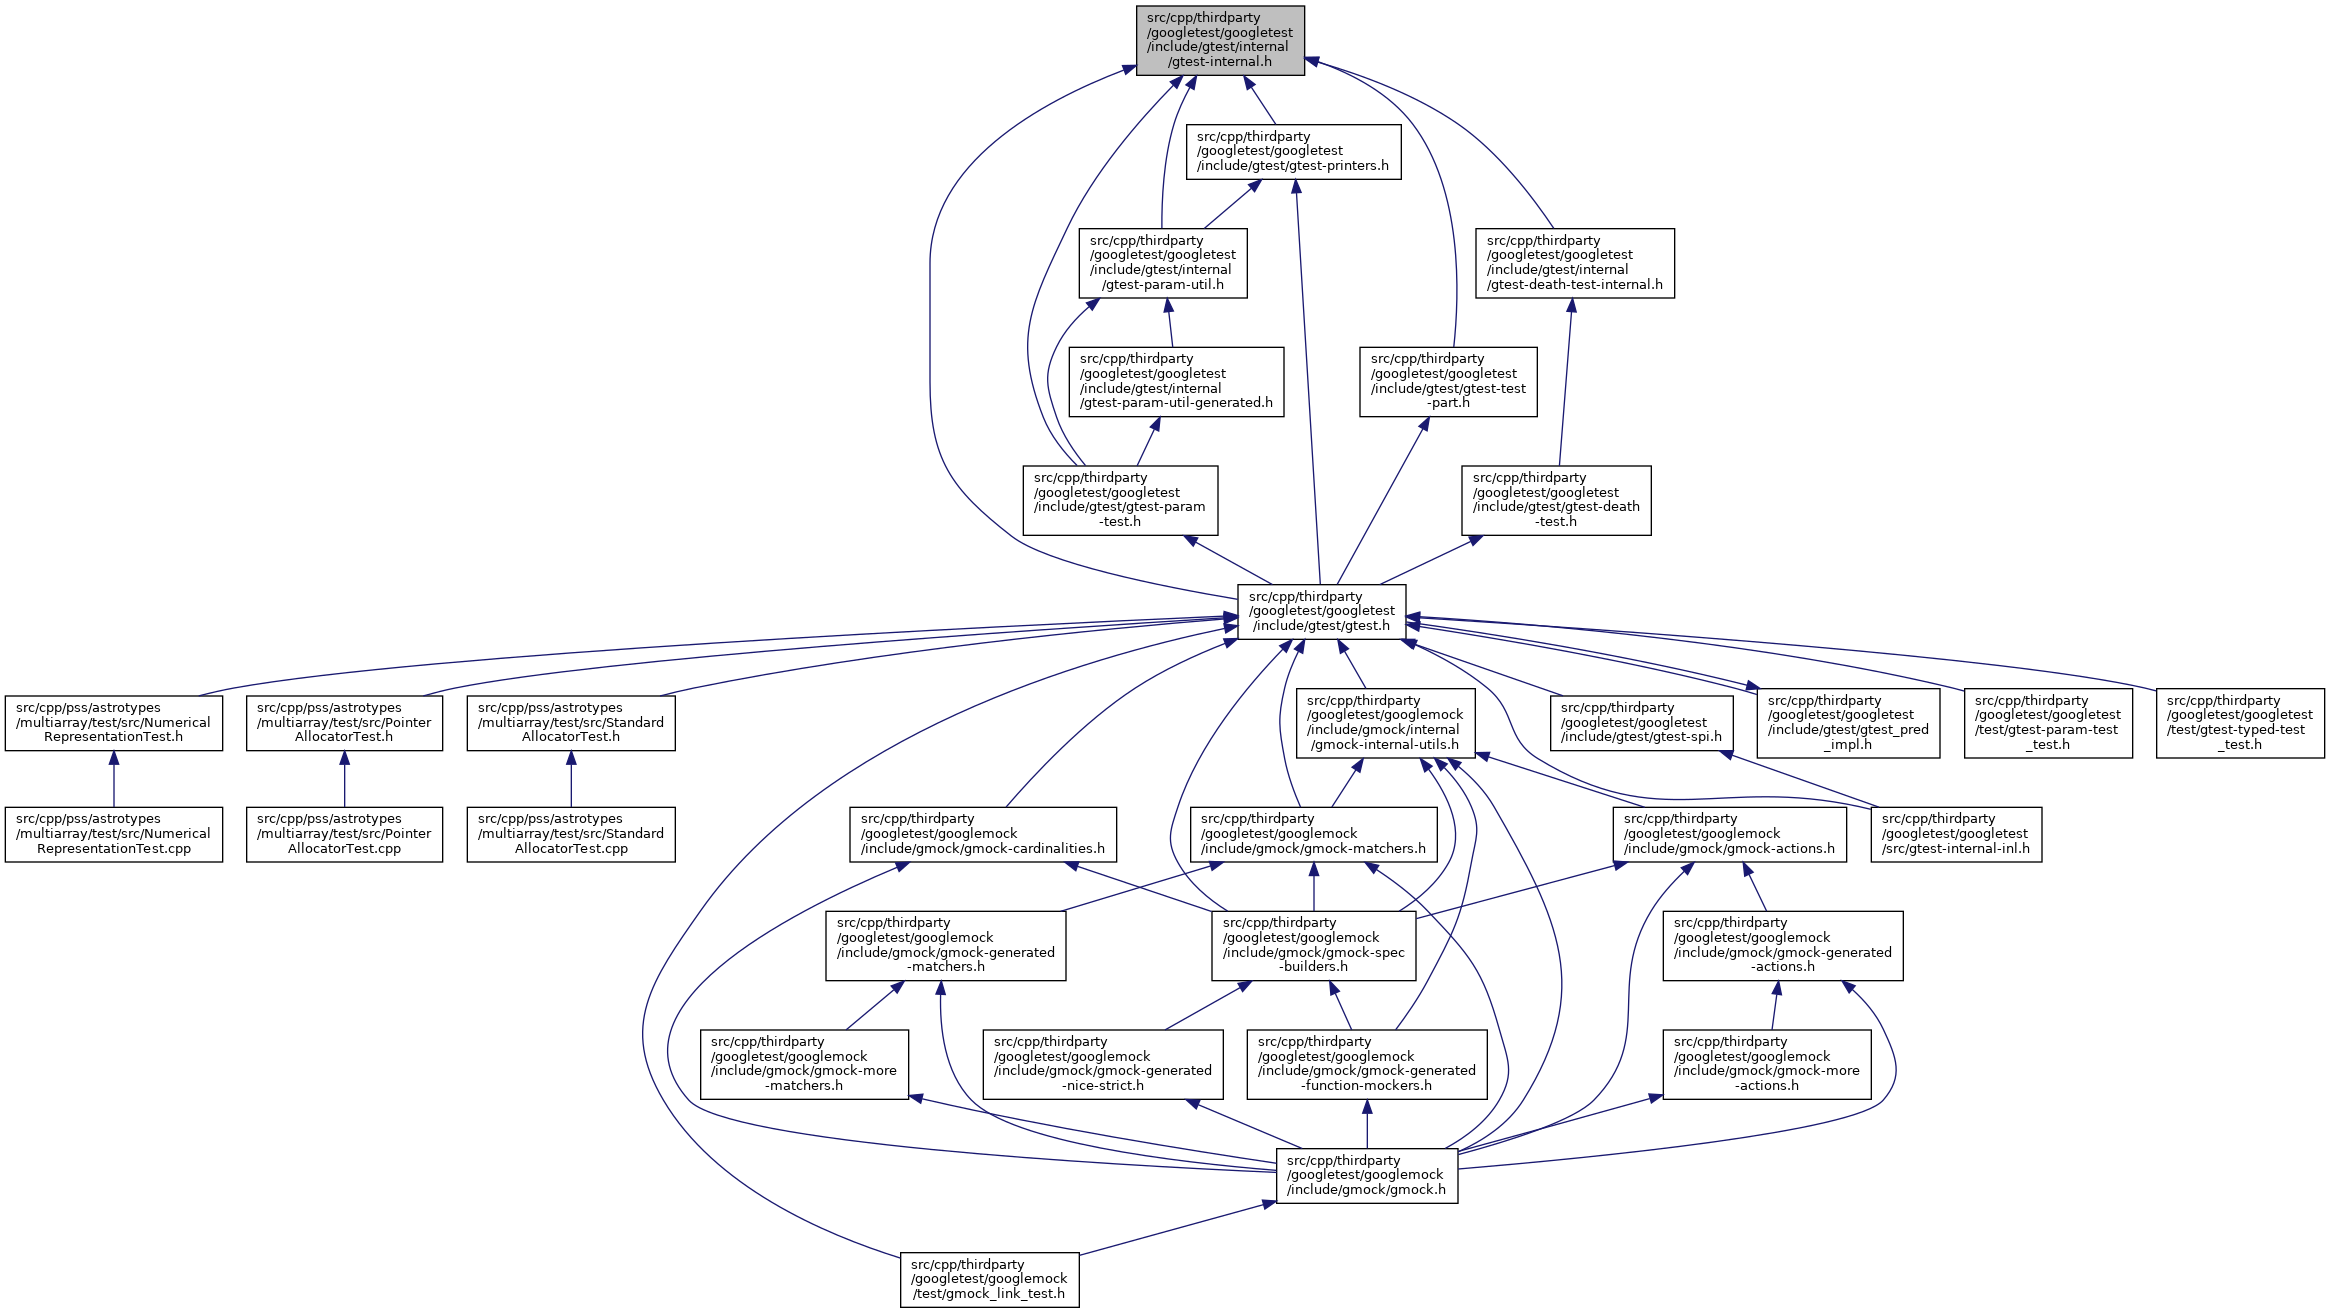 src/cpp/thirdparty
/googletest/googletest
/include/gtest/internal
/gtest-internal.h
src/cpp/thirdparty
/googletest/googletest
/include/gtest/gtest-printers.h
src/cpp/thirdparty
/googletest/googletest
/include/gtest/internal
/gtest-param-util.h
src/cpp/thirdparty
/googletest/googletest
/include/gtest/internal
/gtest-death-test-internal.h
src/cpp/thirdparty
/googletest/googletest
/include/gtest/internal
/gtest-param-util-generated.h
src/cpp/thirdparty
/googletest/googletest
/include/gtest/gtest-test
-part.h
src/cpp/thirdparty
/googletest/googletest
/include/gtest/gtest-param
-test.h
src/cpp/thirdparty
/googletest/googletest
/include/gtest/gtest-death
-test.h
src/cpp/thirdparty
/googletest/googletest
/include/gtest/gtest.h
src/cpp/pss/astrotypes
/multiarray/test/src/Numerical
RepresentationTest.h
src/cpp/pss/astrotypes
/multiarray/test/src/Pointer
AllocatorTest.h
src/cpp/pss/astrotypes
/multiarray/test/src/Standard
AllocatorTest.h
src/cpp/thirdparty
/googletest/googlemock
/include/gmock/internal
/gmock-internal-utils.h
src/cpp/thirdparty
/googletest/googletest
/include/gtest/gtest-spi.h
src/cpp/thirdparty
/googletest/googletest
/include/gtest/gtest_pred
_impl.h
src/cpp/thirdparty
/googletest/googletest
/test/gtest-param-test
_test.h
src/cpp/thirdparty
/googletest/googletest
/test/gtest-typed-test
_test.h
src/cpp/pss/astrotypes
/multiarray/test/src/Numerical
RepresentationTest.cpp
src/cpp/pss/astrotypes
/multiarray/test/src/Pointer
AllocatorTest.cpp
src/cpp/pss/astrotypes
/multiarray/test/src/Standard
AllocatorTest.cpp
src/cpp/thirdparty
/googletest/googlemock
/include/gmock/gmock-cardinalities.h
src/cpp/thirdparty
/googletest/googlemock
/include/gmock/gmock-matchers.h
src/cpp/thirdparty
/googletest/googlemock
/include/gmock/gmock-actions.h
src/cpp/thirdparty
/googletest/googletest
/src/gtest-internal-inl.h
src/cpp/thirdparty
/googletest/googlemock
/include/gmock/gmock-generated
-matchers.h
src/cpp/thirdparty
/googletest/googlemock
/include/gmock/gmock-spec
-builders.h
src/cpp/thirdparty
/googletest/googlemock
/include/gmock/gmock-generated
-actions.h
src/cpp/thirdparty
/googletest/googlemock
/include/gmock/gmock-more
-matchers.h
src/cpp/thirdparty
/googletest/googlemock
/include/gmock/gmock-generated
-nice-strict.h
src/cpp/thirdparty
/googletest/googlemock
/include/gmock/gmock-generated
-function-mockers.h
src/cpp/thirdparty
/googletest/googlemock
/include/gmock/gmock-more
-actions.h
src/cpp/thirdparty
/googletest/googlemock
/include/gmock/gmock.h
src/cpp/thirdparty
/googletest/googlemock
/test/gmock_link_test.h